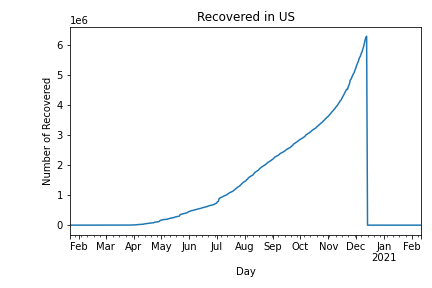 Recovered in US
1e6
6
5
4
3
2
1
0
Number of Recovered
Feb Mar Apr May Jun Jul Aug Sep Oct Nov Dec Jan Feb
2021
Day